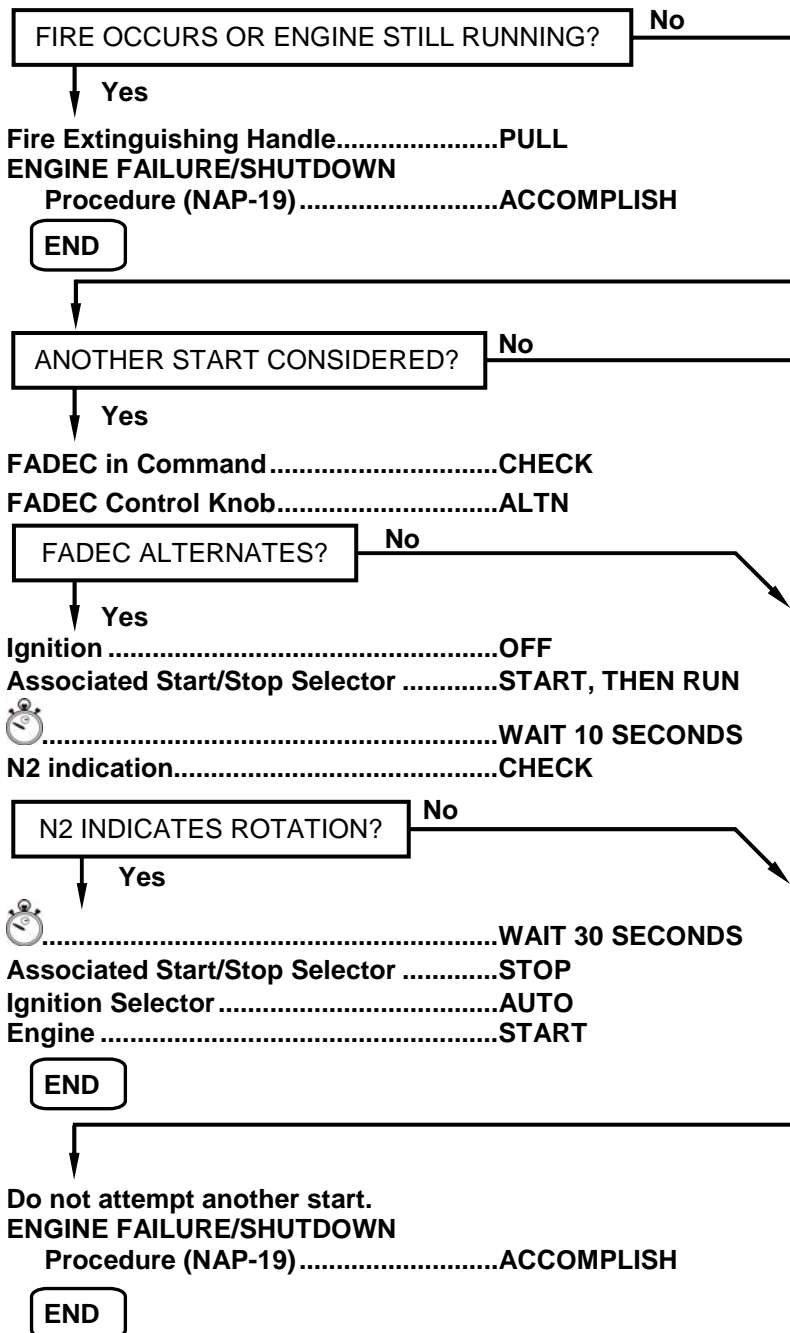 FIRE OCCURS OR ENGINE STILL RUNNING?
No
Yes
Fire Extinguishing Handle......................PULL
ENGINE FAILURE/SHUTDOWN
Procedure (NAP-19)...........................ACCOMPLISH
END
ANOTHER START CONSIDERED?
No
Yes
FADEC in Command...............................CHECK
FADEC Control Knob..............................ALTN
FADEC ALTERNATES?
No
Yes
Ignition .....................................................OFF
Associated Start/Stop Selector .............START, THEN RUN
..............................................................WAIT 10 SECONDS
N2 indication............................................CHECK
N2 INDICATES ROTATION?
No
Yes
..............................................................WAIT 30 SECONDS
Associated Start/Stop Selector .............STOP
Ignition Selector......................................AUTO
Engine ......................................................START
END
Do not attempt another start.
ENGINE FAILURE/SHUTDOWN
Procedure (NAP-19)...........................ACCOMPLISH
END